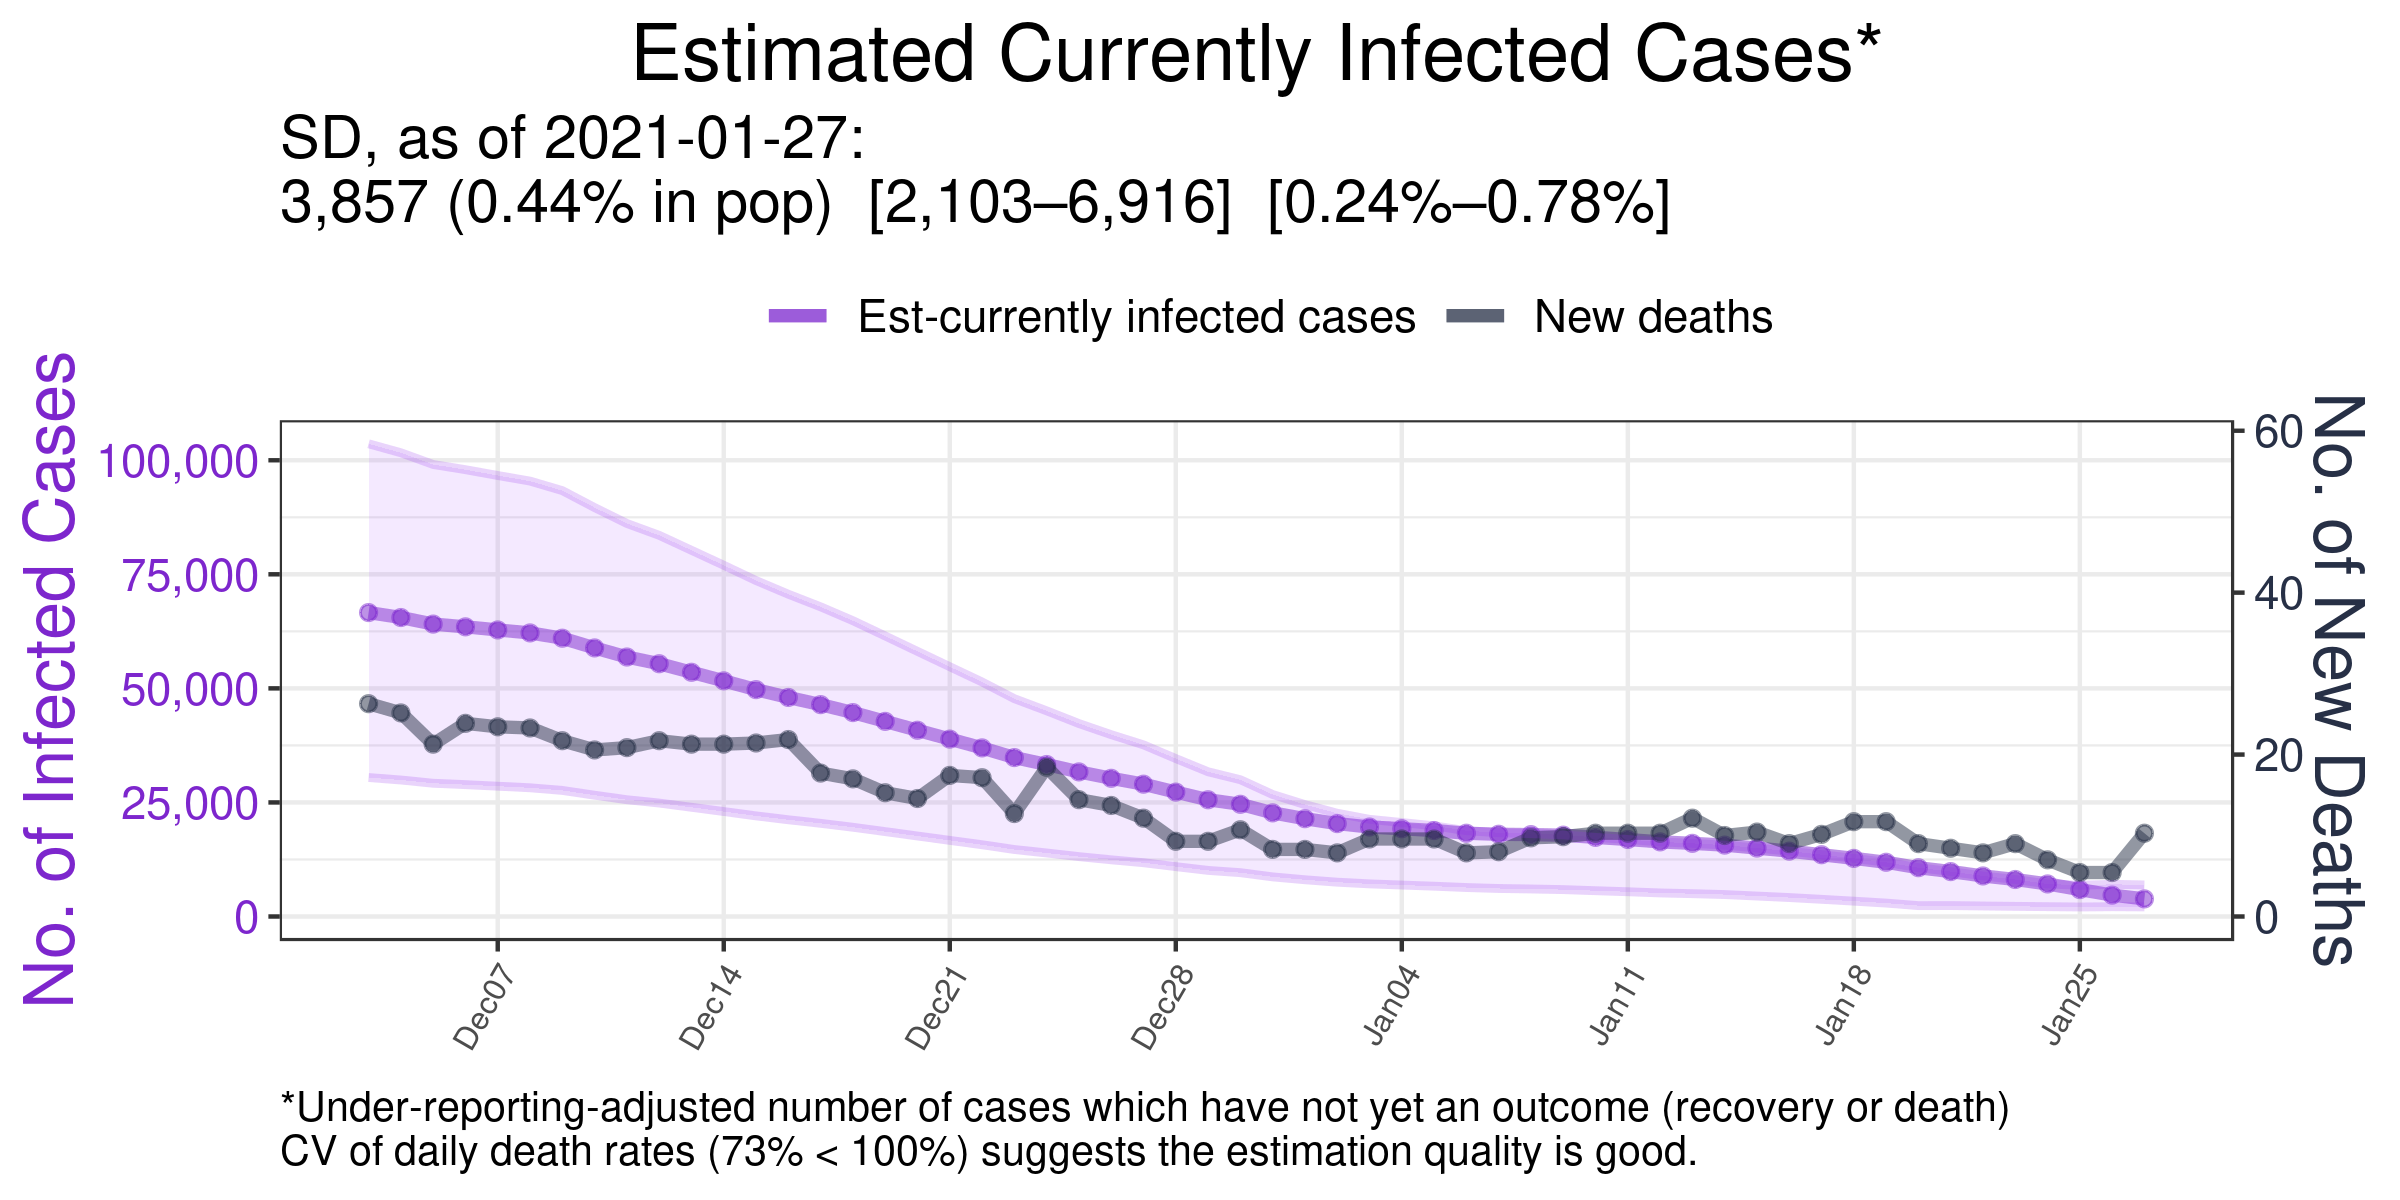 Estimated Currently Infected Cases*
SD, as of 2021-01-27:
3,857 (0.44% in pop)  [2,103–6,916]  [0.24%–0.78%]
Est-currently infected cases
New deaths
No. of Infected Cases
100,000
75,000
50,000
25,000
0
60
40
20
0
No. of New Deaths
Dec07
Dec14
Dec21
Dec28
Jan04
Jan11
Jan18
Jan25
*Under-reporting-adjusted number of cases which have not yet an outcome (recovery or death)
CV of daily death rates (73% < 100%) suggests the estimation quality is good.